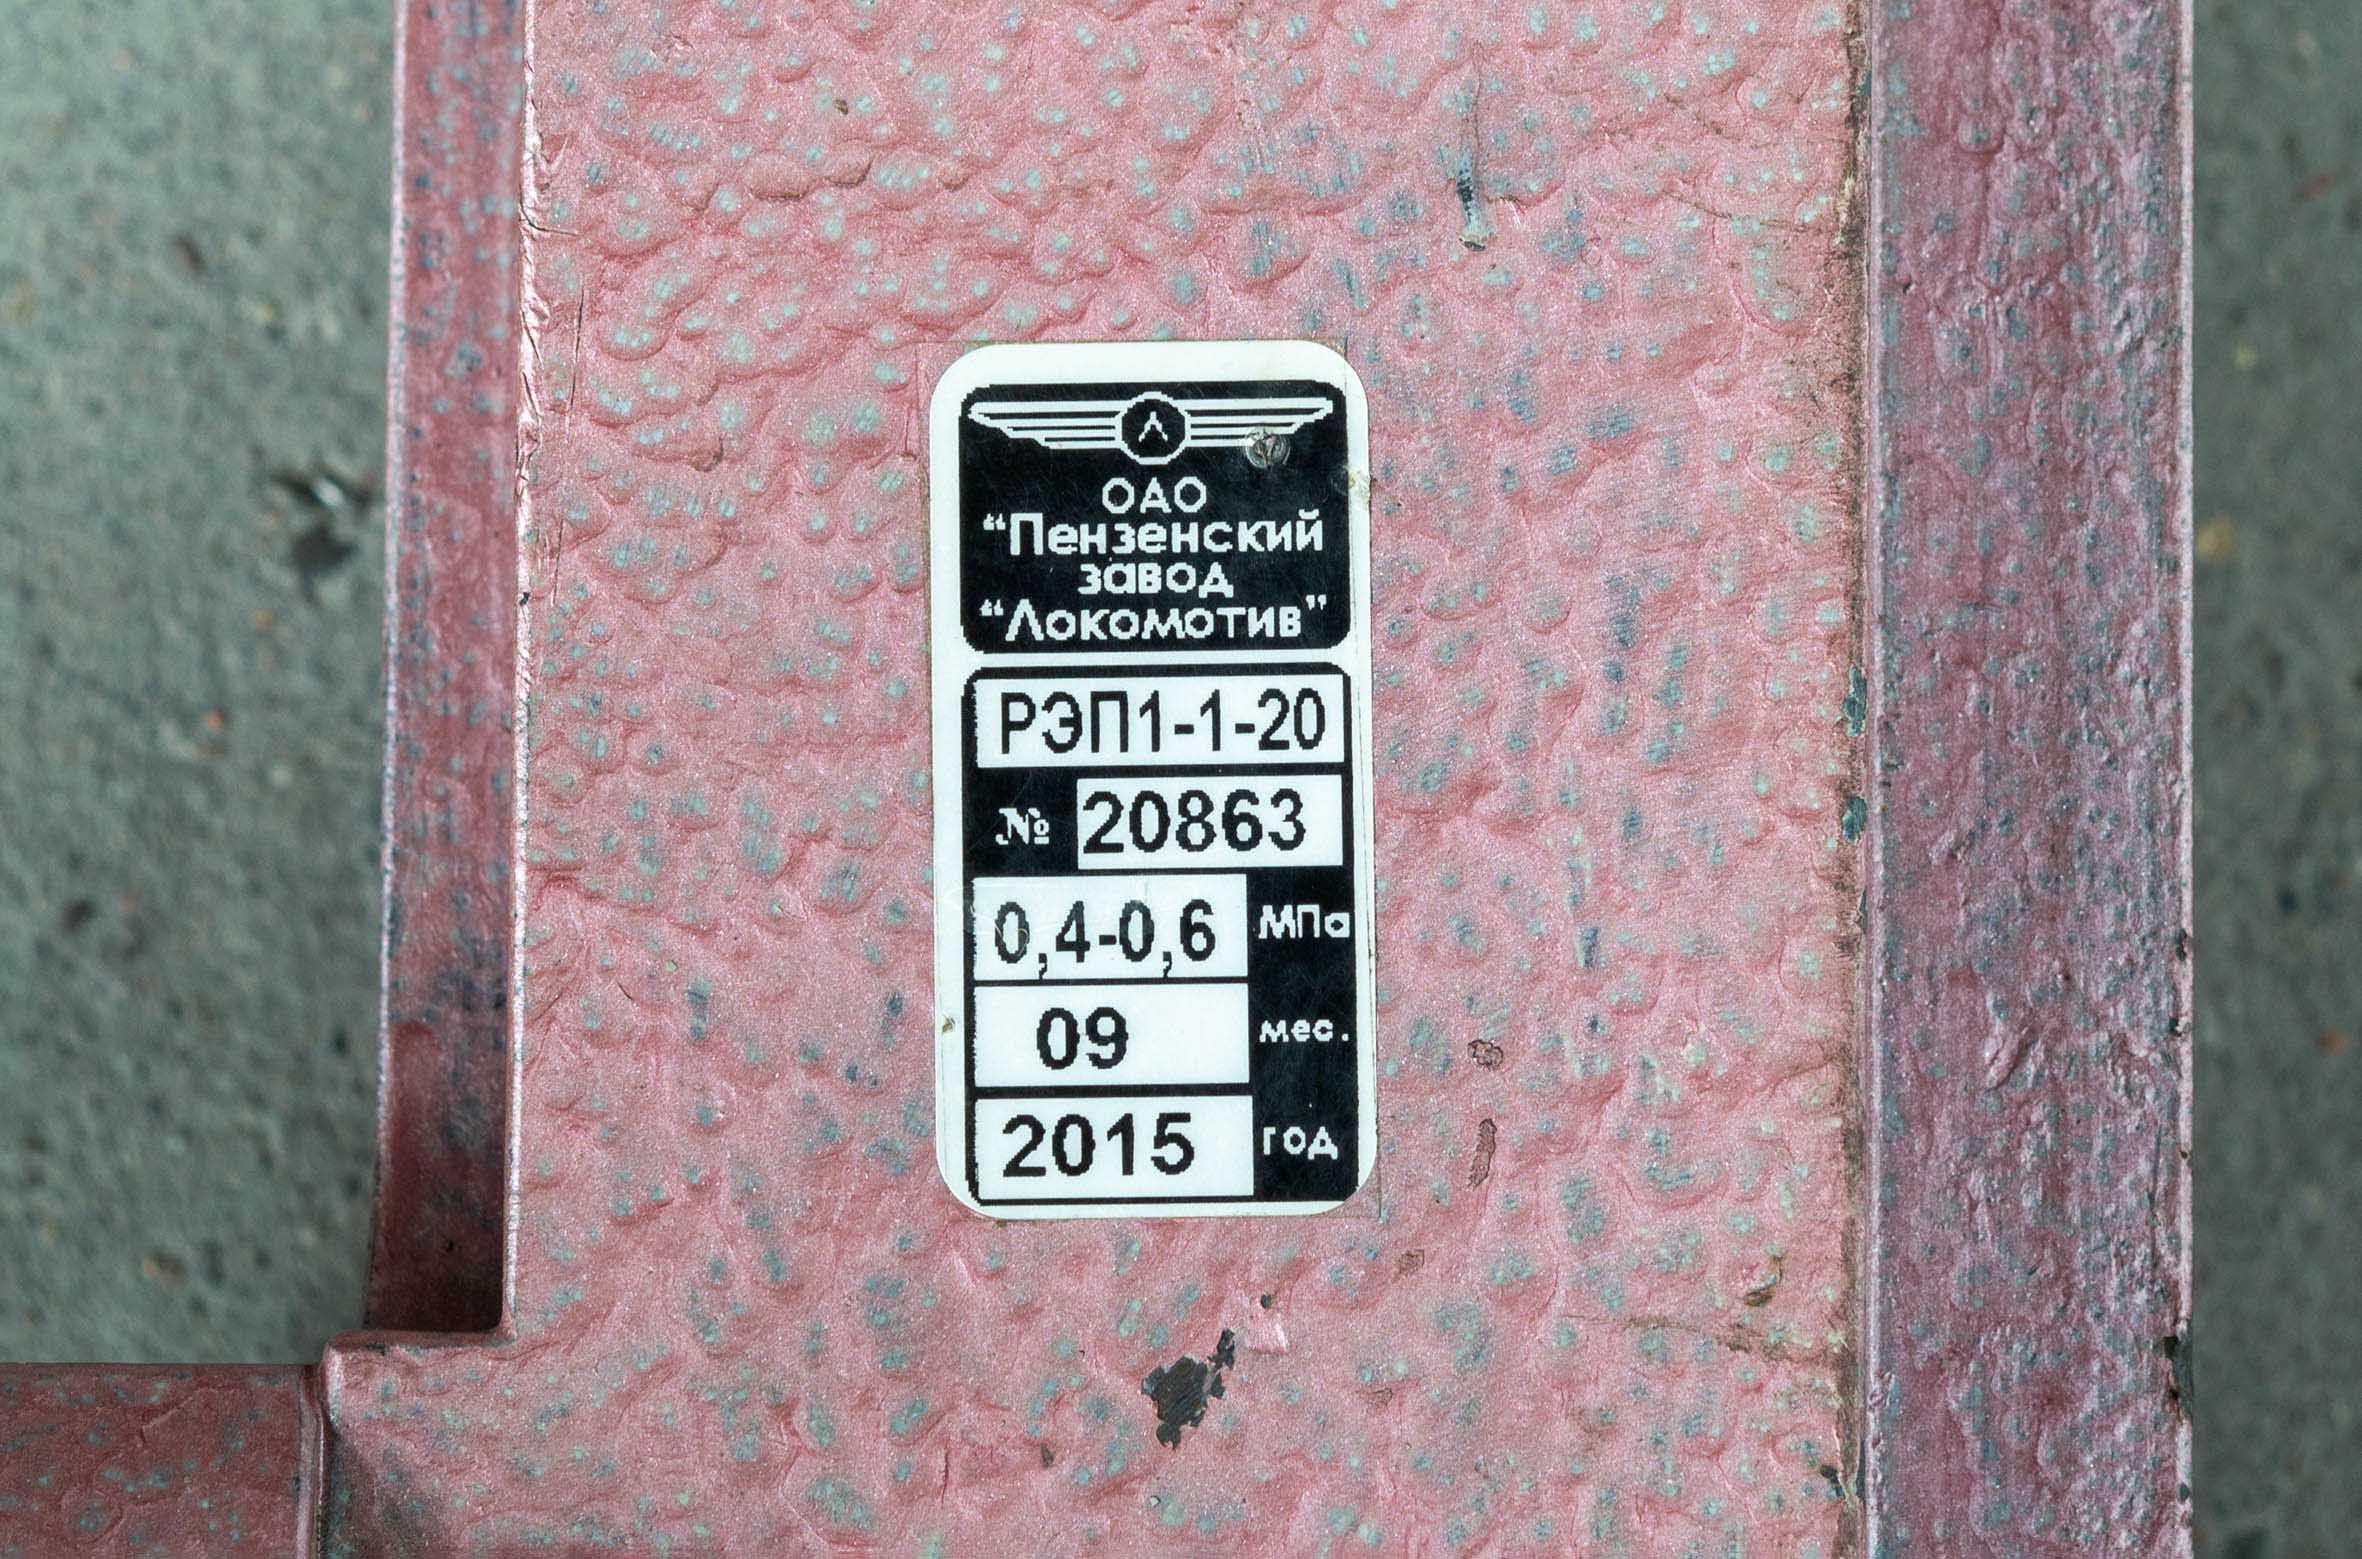 ОАО
“Пензенский
завод
“Локомотив”
РЭП1-1-20
№ 20863
0,4-0,6 МПа
09 мес.
2015 год